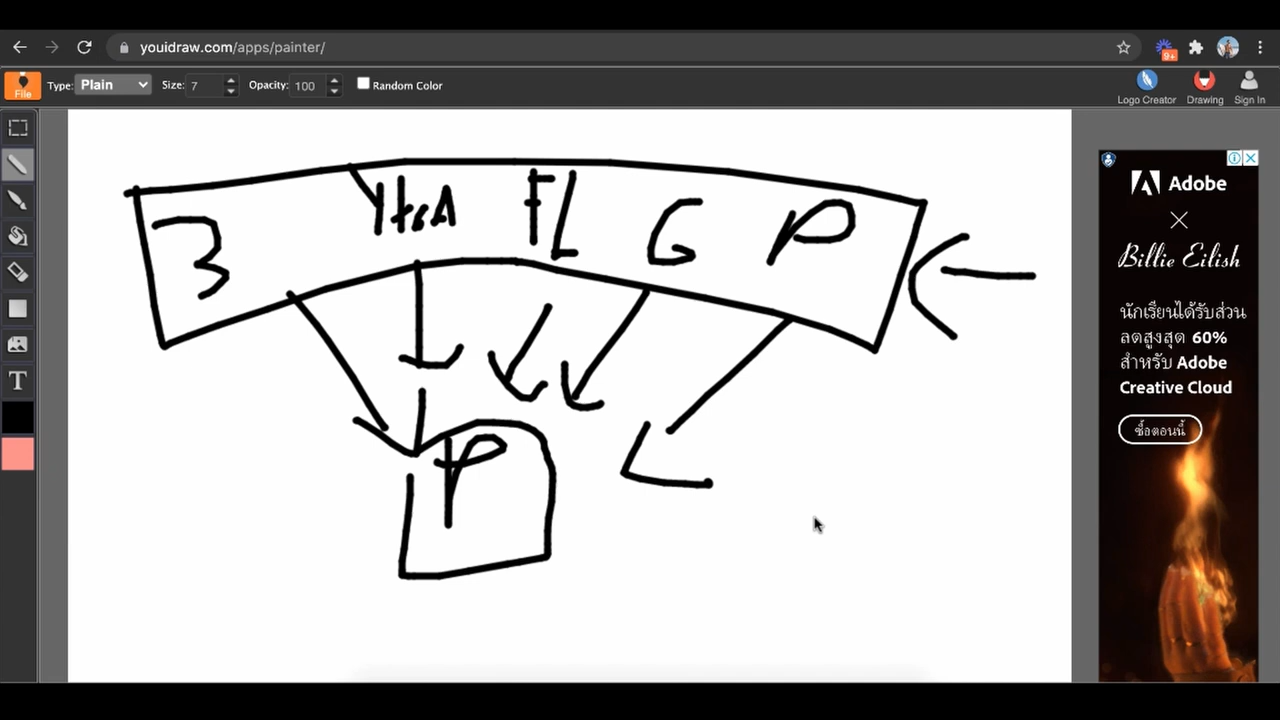 youidraw.com/apps/painter/
9+
File
Type: Plain Size: 7 Opacity: 100 Random Color
Logo Creator Drawing Sign In
3 FL G P
P
T
Adobe
×
Billie Eilish
นักเรียนได้รับส่วน
ลดสูงสุด 60%
สำหรับ Adobe
Creative Cloud
ซื้อตอนนี้